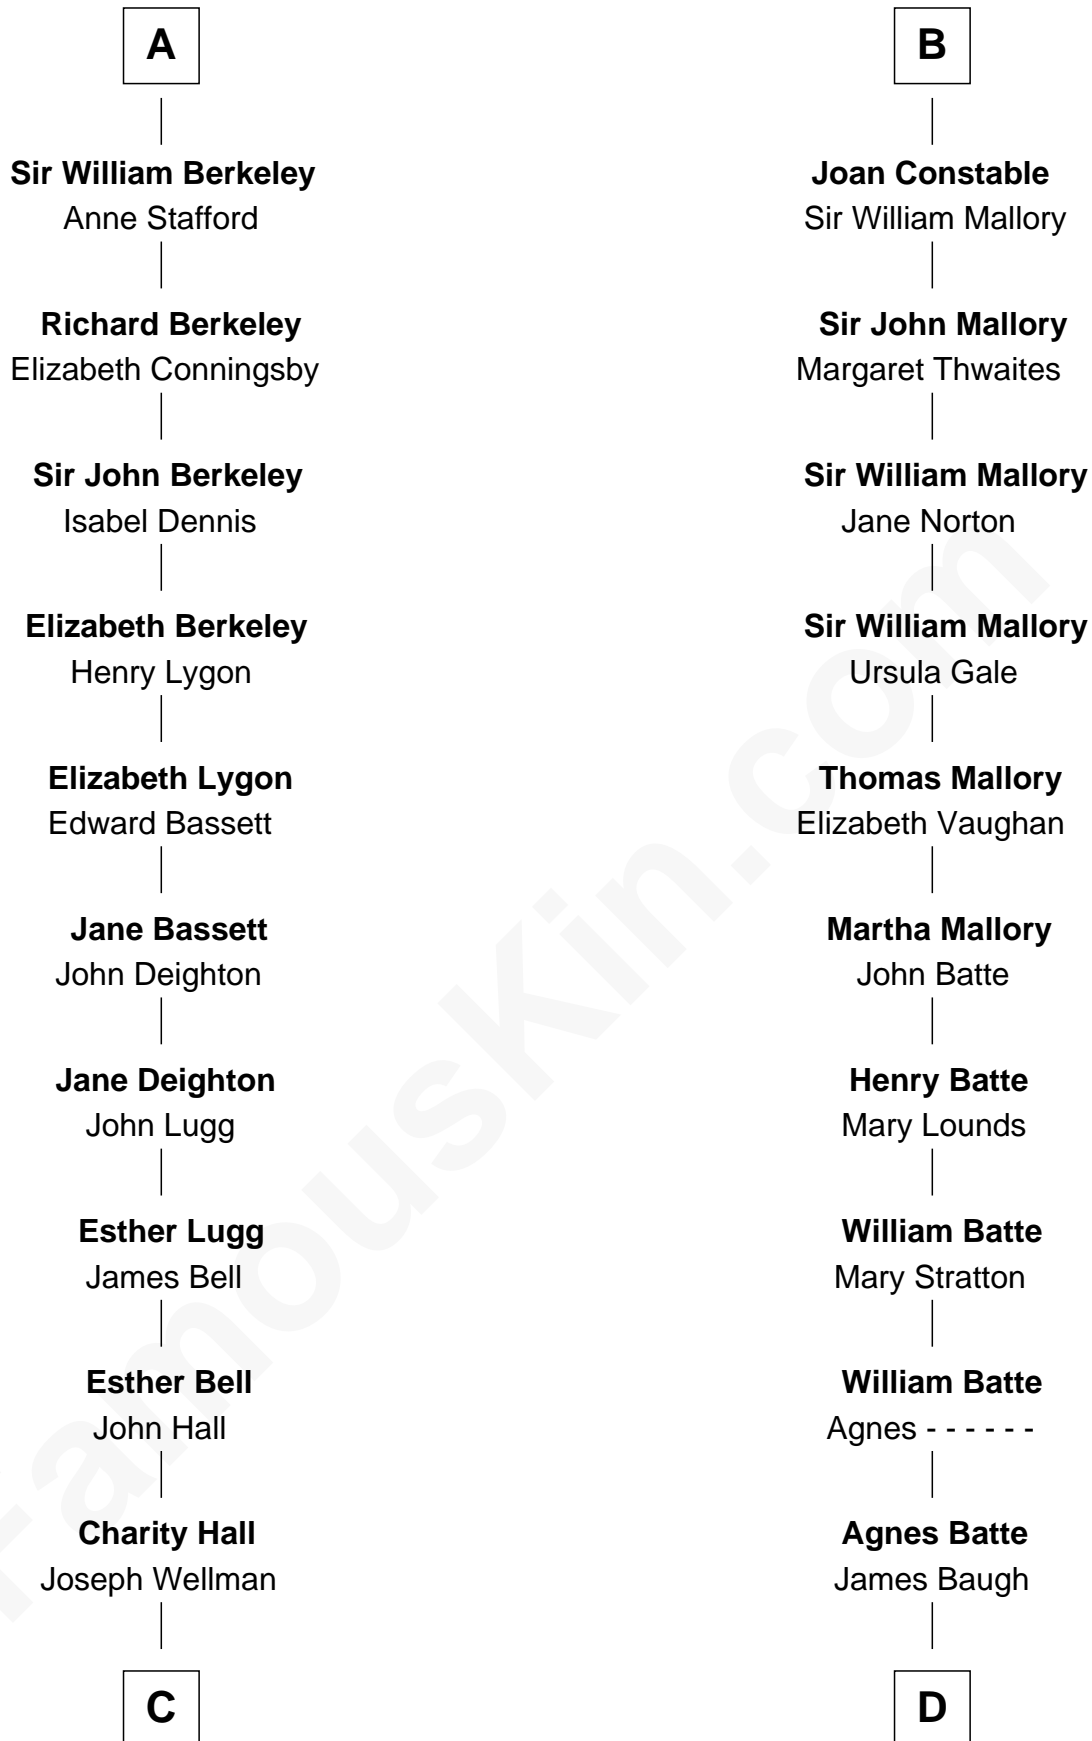 A
Sir William Berkeley
Anne Stafford
Richard Berkeley
Elizabeth Conningsby
Sir John Berkeley
Isabel Dennis
Elizabeth Berkeley
Henry Lygon
Elizabeth Lygon
Edward Bassett
Jane Bassett
John Deighton
Jane Deighton
John Lugg
Esther Lugg
James Bell
Esther Bell
John Hall
Charity Hall
Joseph Wellman
C
B
Joan Constable
Sir William Mallory
Sir John Mallory
Margaret Thwaites
Sir William Mallory
Jane Norton
Sir William Mallory
Ursula Gale
Thomas Mallory
Elizabeth Vaughan
Martha Mallory
John Batte
Henry Batte
Mary Lounds
William Batte
Mary Stratton
William Batte
Agnes - - - - - -
Agnes Batte
James Baugh
D
FamousKin.com